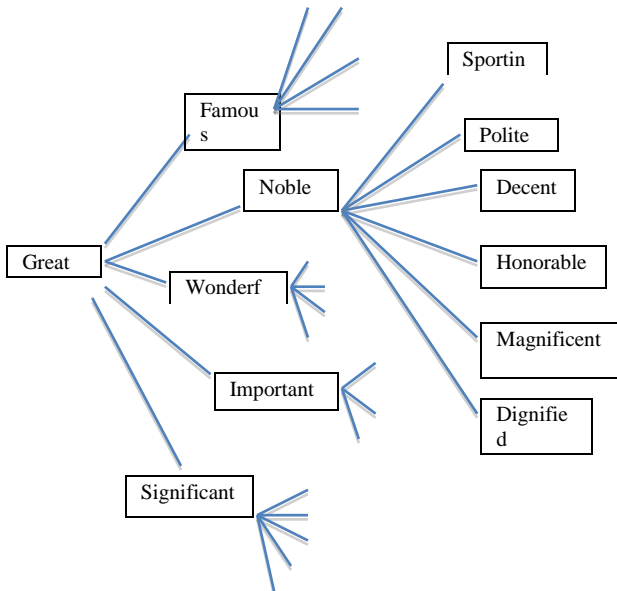 Sportin
Famou
s
Polite
Noble
Decent
Great
Honorable
Wonderf
Magnificent
Important
Dignifie
d
Significant